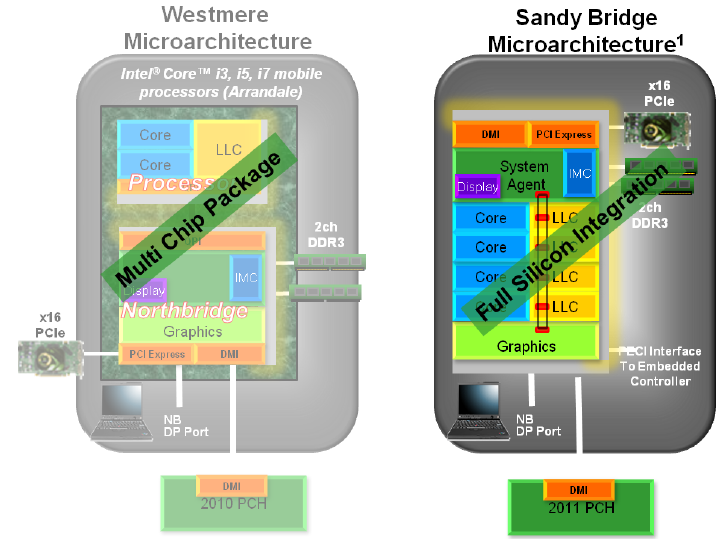 Westmere
Microarchitecture
Intel® Core™ i3, i5, i7 mobile
processors (Arrandale)
Core
LLC
Core
Processor
Multi Chip Package
2ch
DDR3
IMC
Display
Northbridge
Graphics
x16
PCIe
PCI Express
DMI
NB
DP Port
DMI
2010 PCH
Sandy Bridge
Microarchitecture¹
x16
PCIe
DMI
PCI Express
System
Agent
IMC
Display
2ch
DDR3
Core
LLC
Core
LLC
Core
LLC
Core
LLC
Full Silicon Integration
Graphics
PECI Interface
To Embedded
Controller
NB
DP Port
DMI
2011 PCH